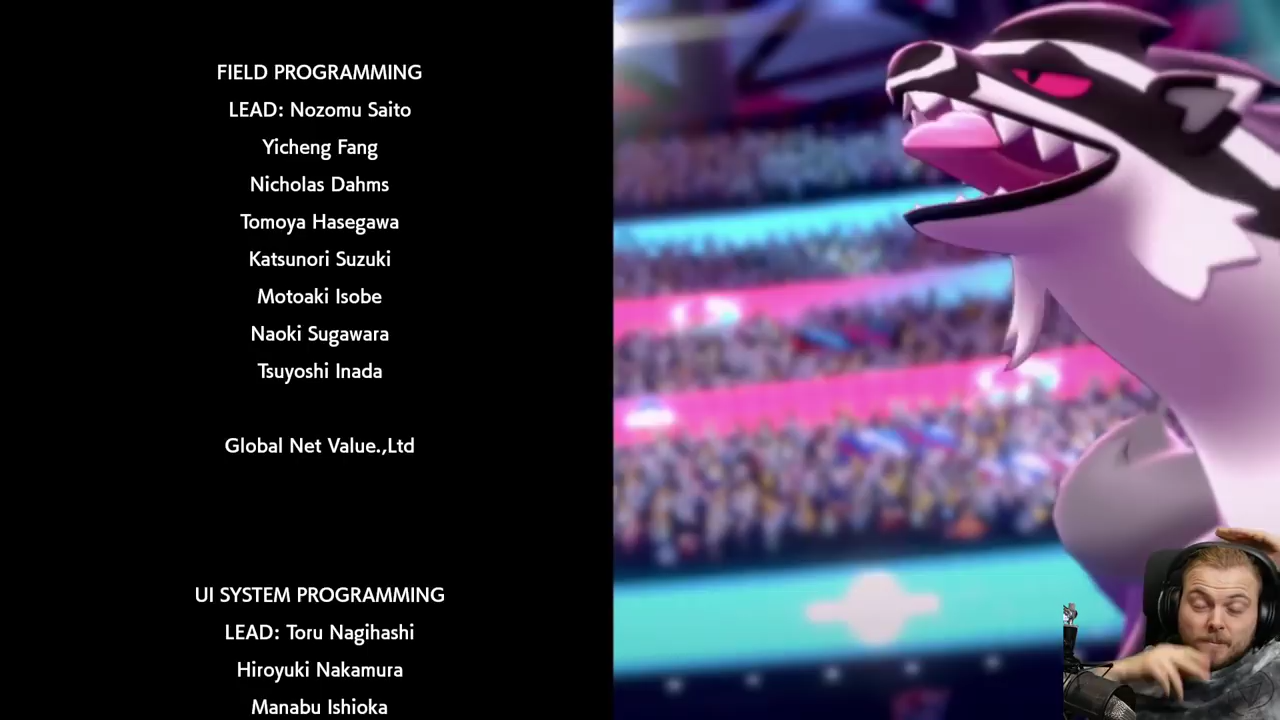 FIELD PROGRAMMING
LEAD: Nozomu Saito
Yicheng Fang
Nicholas Dahms
Tomoya Hasegawa
Katsunori Suzuki
Motoaki Isobe
Naoki Sugawara
Tsuyoshi Inada
Global Net Value.,Ltd
UI SYSTEM PROGRAMMING
LEAD: Toru Nagihashi
Hiroyuki Nakamura
Manabu Ishioka